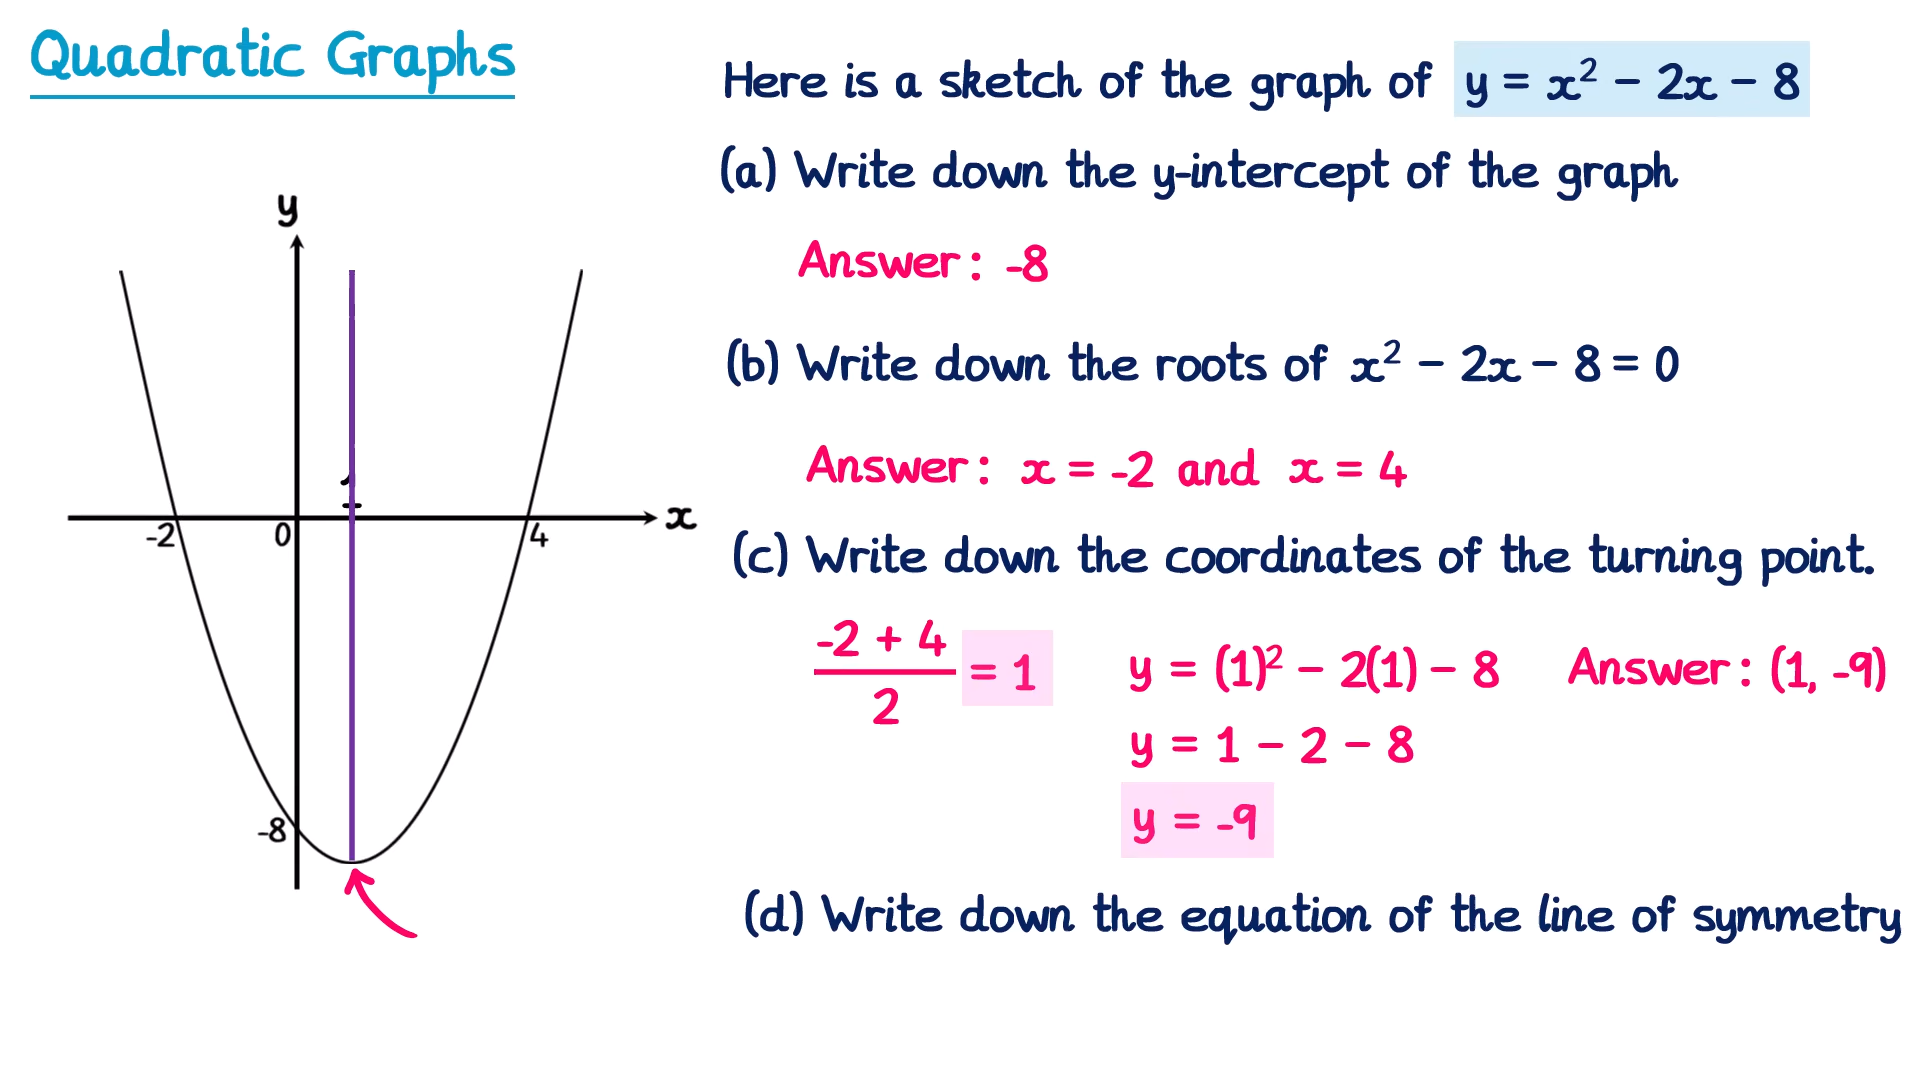 Quadratic Graphs
Here is a sketch of the graph of y = x² − 2x − 8
(a) Write down the y-intercept of the graph
Answer: -8
(b) Write down the roots of x² − 2x − 8 = 0
Answer: x = -2 and x = 4
(c) Write down the coordinates of the turning point.
-2 + 4
= 1
2
y = (1)² − 2(1) − 8
y = 1 − 2 − 8
y = -9
Answer: (1, -9)
(d) Write down the equation of the line of symmetry
y
1
x
-2
0
4
-8